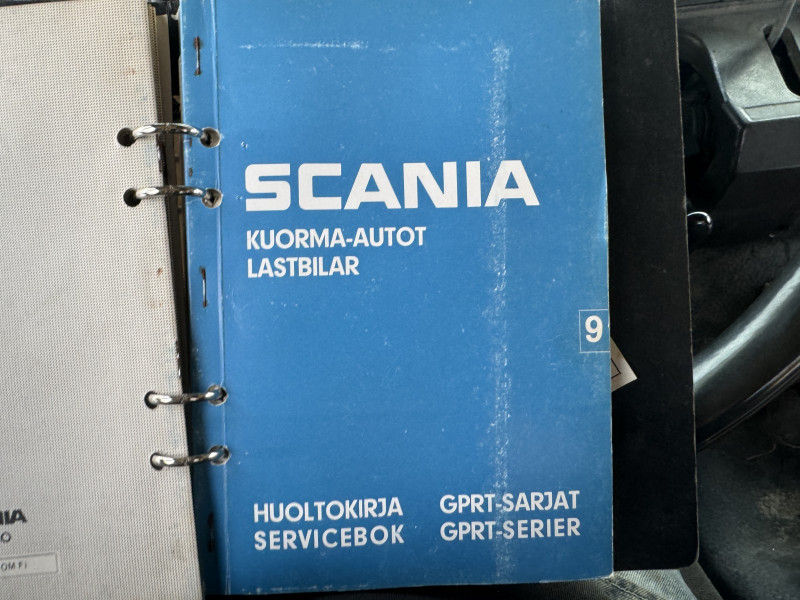 SCANIA
KUORMA-AUTOT
LASTBILAR
9
HUOLTOKIRJA GPRT-SARJAT
SERVICEBOK GPRT-SERIER